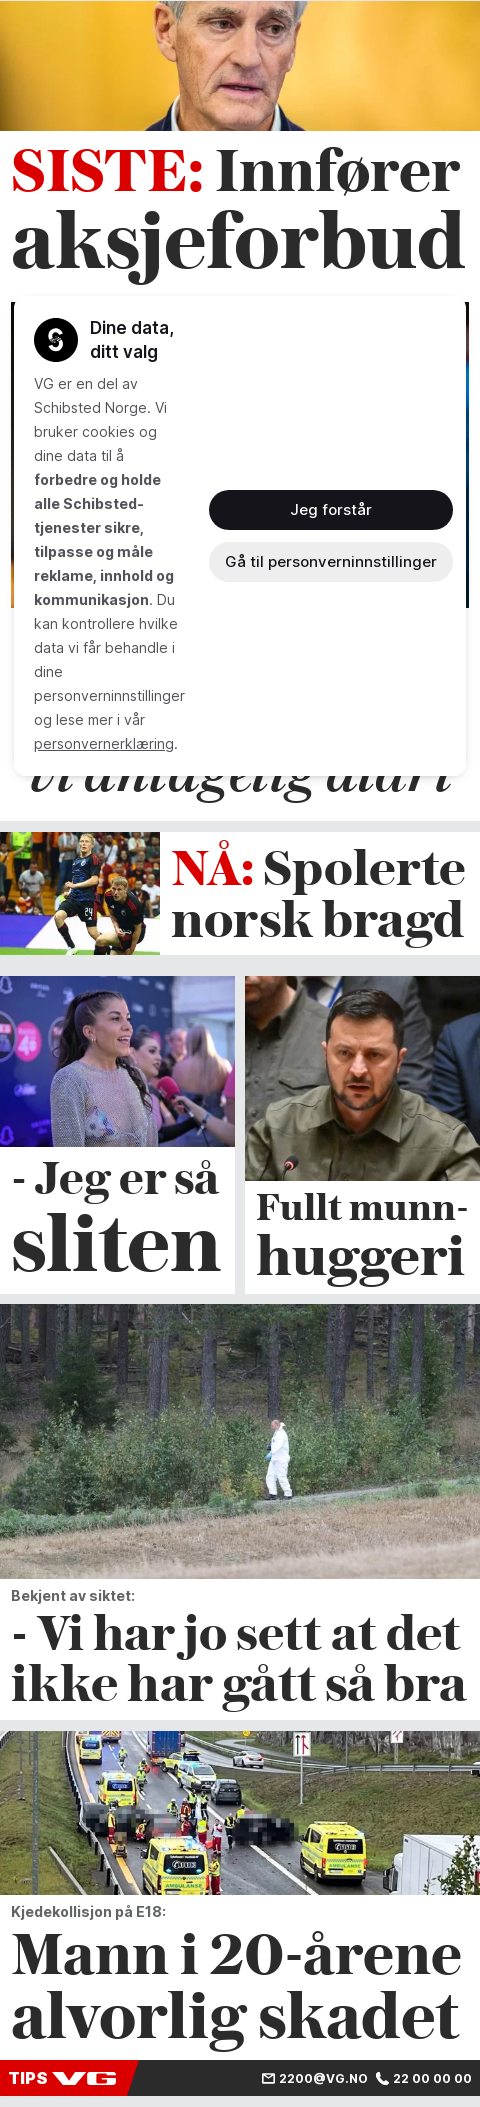 SISTE: Innfører
aksjeforbud
Dine data,
ditt valg
VG er en del av
Schibsted Norge. Vi
bruker cookies og
dine data til å
forbedre og holde
alle Schibsted-
tjenester sikre,
tilpasse og måle
reklame, innhold og
kommunikasjon. Du
kan kontrollere hvilke
data vi får behandle i
dine
personverninnstillinger
og lese mer i vår
personvernerklæring.
Jeg forstår
Gå til personverninnstillinger
vi antagelig aldri
NÅ: Spolerte
norsk bragd
- Jeg er så
sliten
Fullt munn-
huggeri
Bekjent av siktet:
- Vi har jo sett at det
ikke har gått så bra
Kjedekollisjon på E18:
Mann i 20-årene
alvorlig skadet
TIPS VG
2200@VG.NO 22 00 00 00